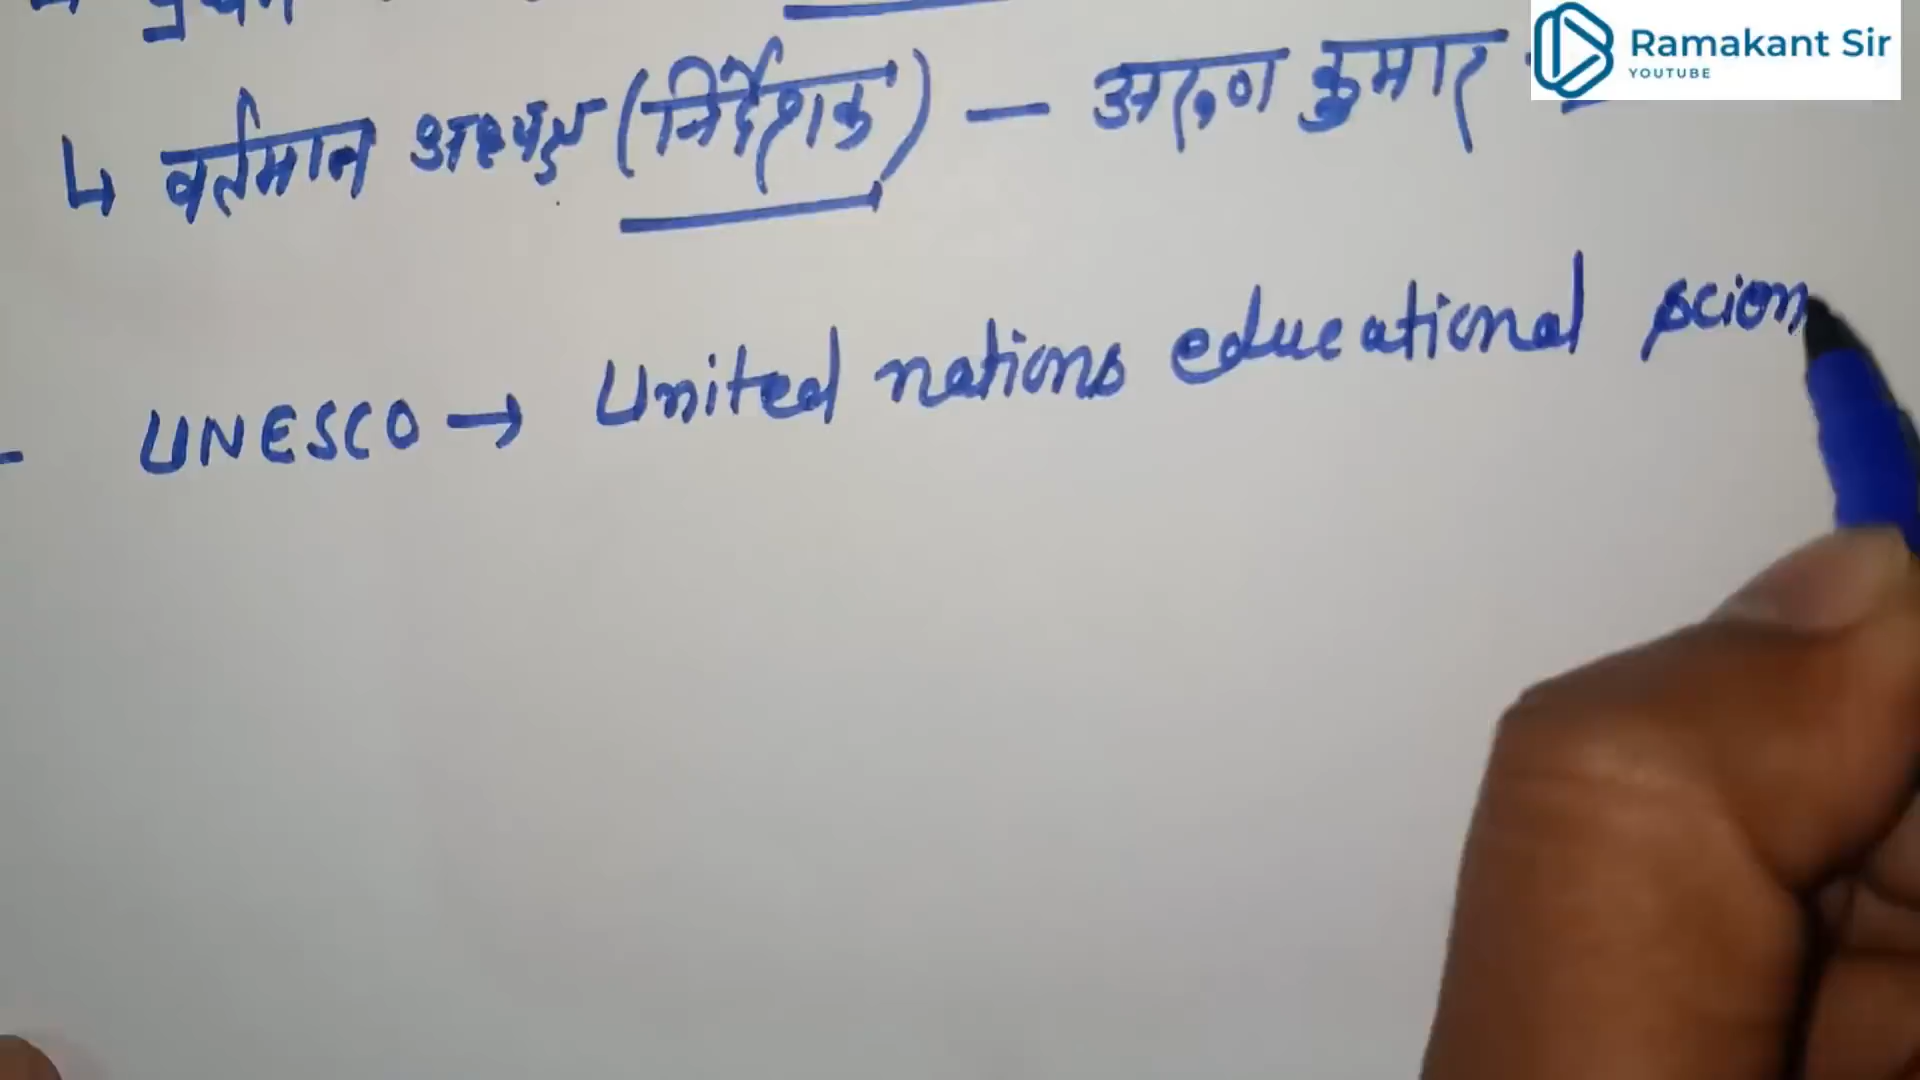 Ramakant Sir
YOUTUBE
↳ वर्तमान अध्यक्ष (निर्देशक) — अरुण कुमार
- UNESCO → United nations educational scien